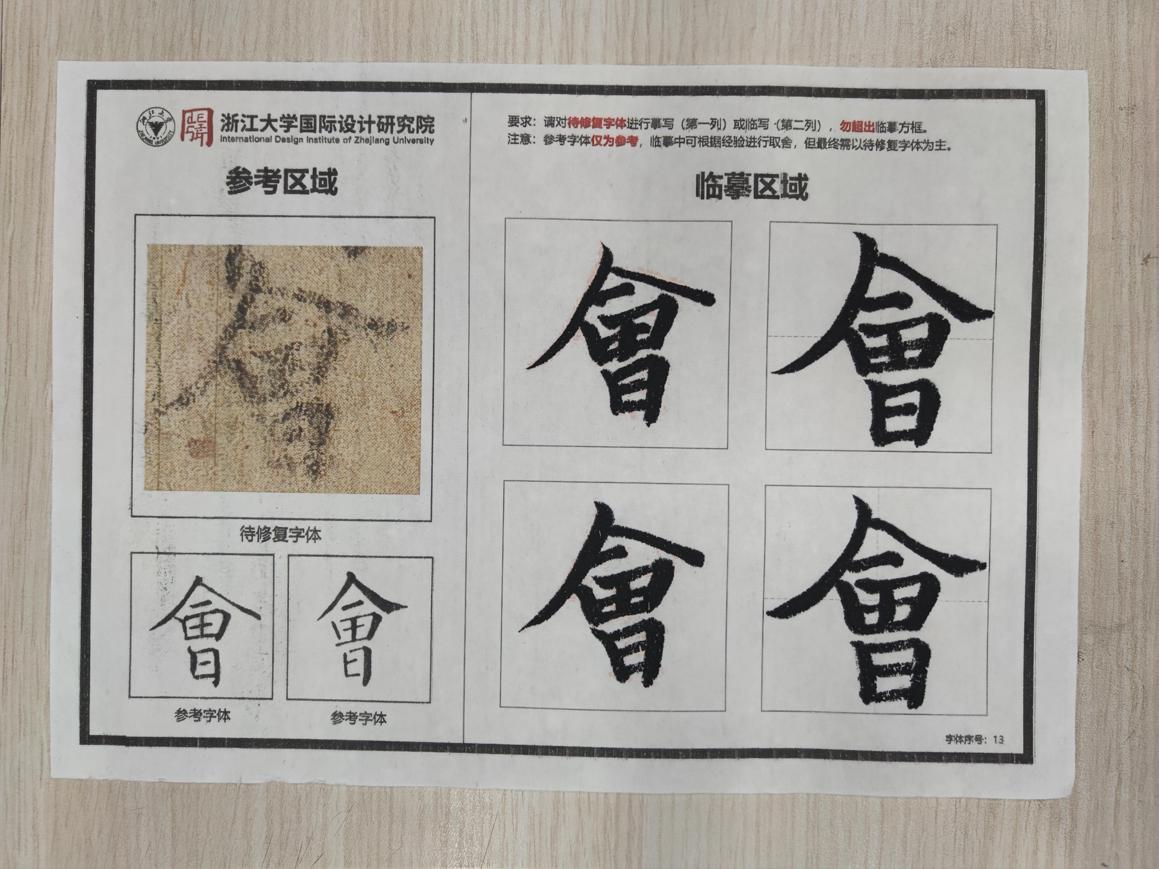 浙江大学国际设计研究院
International Design Institute of Zhejiang University
参考区域
會
待修复字体
會
會
参考字体
参考字体
要求：请对待修复字体进行摹写（第一列）或临写（第二列），勿超出临摹方框。
注意：参考字体仅为参考，临摹中可根据经验进行取舍，但最终需以待修复字体为主。
临摹区域
會
會
會
會
字体序号：13